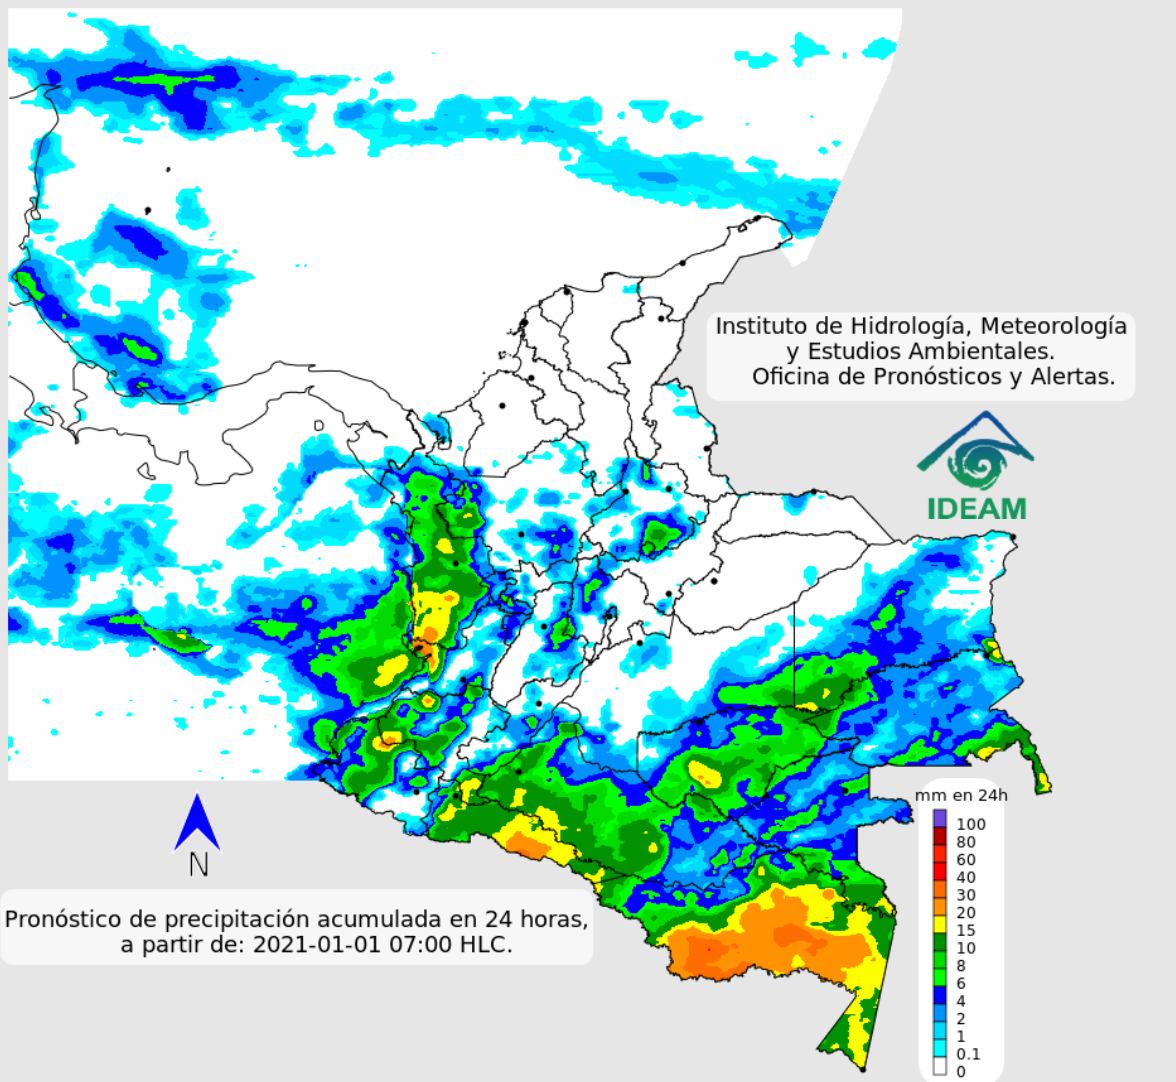 Instituto de Hidrología, Meteorología
y Estudios Ambientales.
Oficina de Pronósticos y Alertas.
IDEAM
mm en 24h
100
80
60
40
30
20
15
10
8
6
4
2
1
0.1
0
N
Pronóstico de precipitación acumulada en 24 horas,
a partir de: 2021-01-01 07:00 HLC.